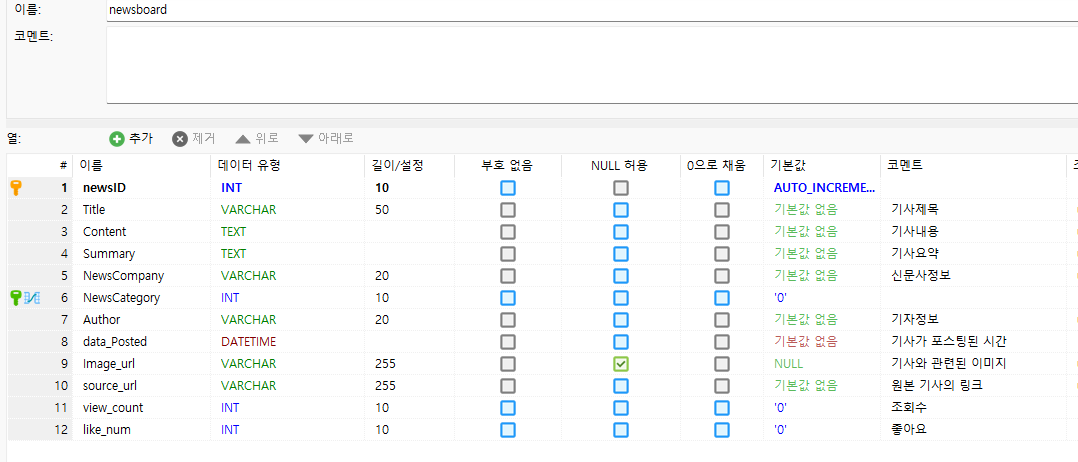 이름: newsboard
코멘트:
열: 추가 제거 위로 아래로
# 이름 데이터 유형 길이/설정 부호 없음 NULL 허용 0으로 채움 기본값 코멘트
1 newsID INT 10 AUTO_INCREME...
2 Title VARCHAR 50 기본값 없음 기사제목
3 Content TEXT 기본값 없음 기사내용
4 Summary TEXT 기본값 없음 기사요약
5 NewsCompany VARCHAR 20 기본값 없음 신문사정보
6 NewsCategory INT 10 '0'
7 Author VARCHAR 20 기본값 없음 기자정보
8 data_Posted DATETIME 기본값 없음 기사가 포스팅된 시간
9 Image_url VARCHAR 255 NULL 기사와 관련된 이미지
10 source_url VARCHAR 255 기본값 없음 원본 기사의 링크
11 view_count INT 10 '0' 조회수
12 like_num INT 10 '0' 좋아요